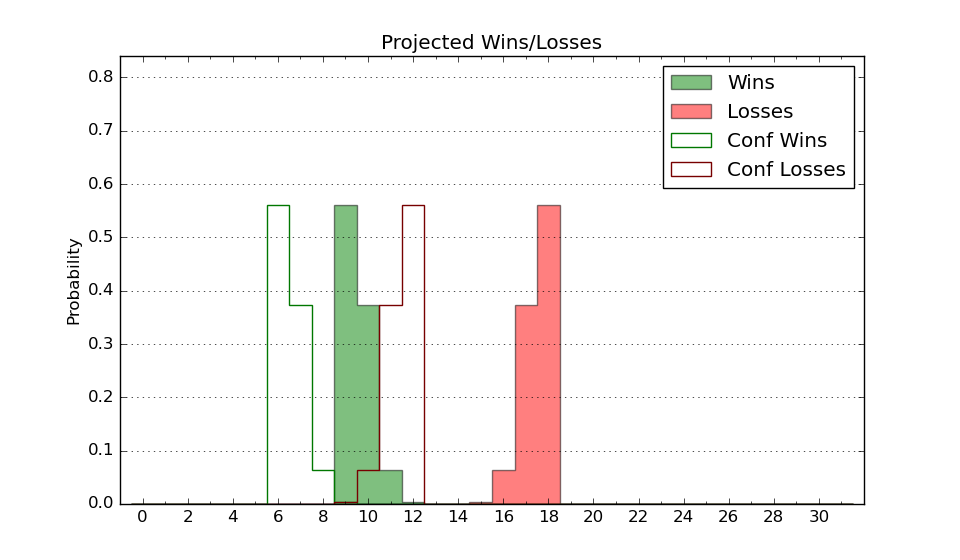 Projected Wins/Losses
Wins
Losses
Conf Wins
Conf Losses
Probability
0.8
0.7
0.6
0.5
0.4
0.3
0.2
0.1
0.0
0 2 4 6 8 10 12 14 16 18 20 22 24 26 28 30